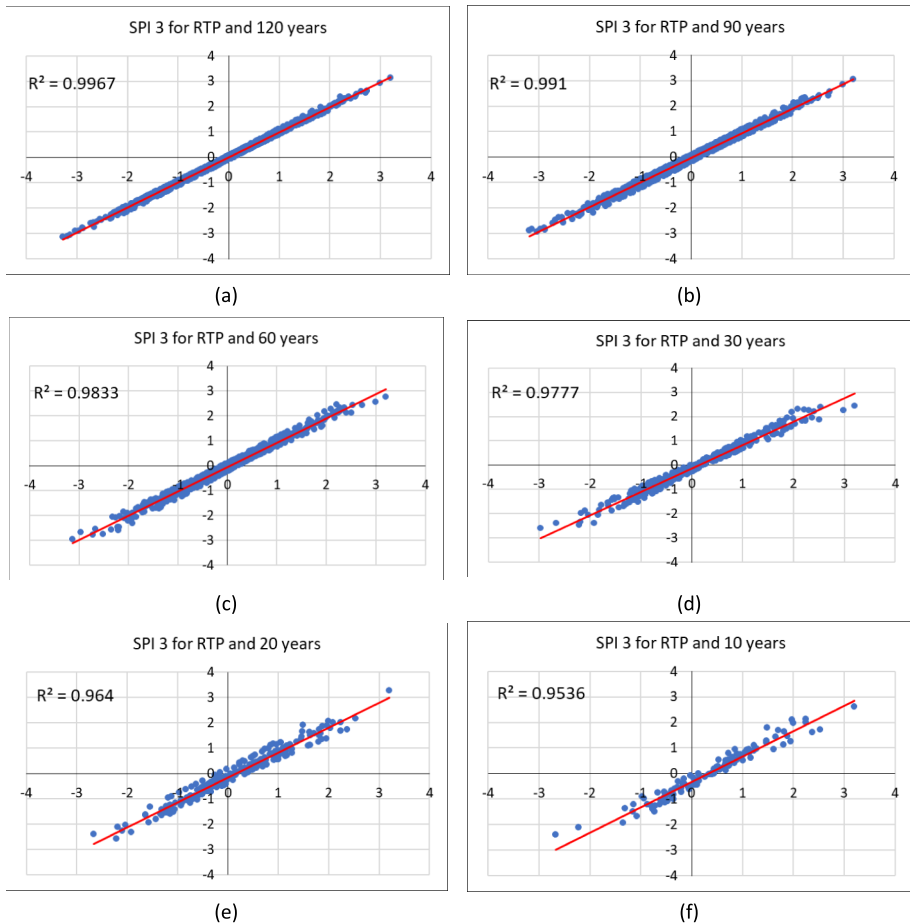 SPI 3 for RTP and 120 years
R² = 0.9967
4
3
2
1
0
-4 -3 -2 -1 0 1 2 3 4
-1
-2
-3
-4
(a)
SPI 3 for RTP and 90 years
R² = 0.991
4
3
2
1
0
-4 -3 -2 -1 0 1 2 3 4
-1
-2
-3
-4
(b)
SPI 3 for RTP and 60 years
R² = 0.9833
4
3
2
1
0
-4 -3 -2 -1 0 1 2 3 4
-1
-2
-3
-4
(c)
SPI 3 for RTP and 30 years
R² = 0.9777
4
3
2
1
0
-4 -3 -2 -1 0 1 2 3 4
-1
-2
-3
-4
(d)
SPI 3 for RTP and 20 years
R² = 0.964
4
3
2
1
0
-4 -3 -2 -1 0 1 2 3 4
-1
-2
-3
-4
(e)
SPI 3 for RTP and 10 years
R² = 0.9536
4
3
2
1
0
-4 -3 -2 -1 0 1 2 3 4
-1
-2
-3
-4
(f)